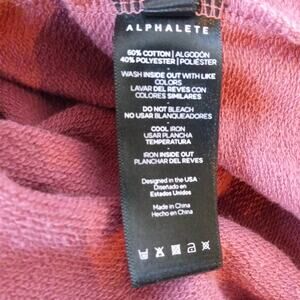 ALPHALETE
60% COTTON | ALGODÓN
40% POLYESTER | POLIÉSTER
WASH INSIDE OUT WITH LIKE
COLORS
LAVAR DEL REVES CON
COLORES SIMILARES
DO NOT BLEACH
NO USAR BLANQUEADORES
COOL IRON
USAR PLANCHA
TEMPERATURA
IRON INSIDE OUT
PLANCHAR DEL REVES
Designed in the USA
Diseñado en
Estados Unidos
Made in China
Hecho en China